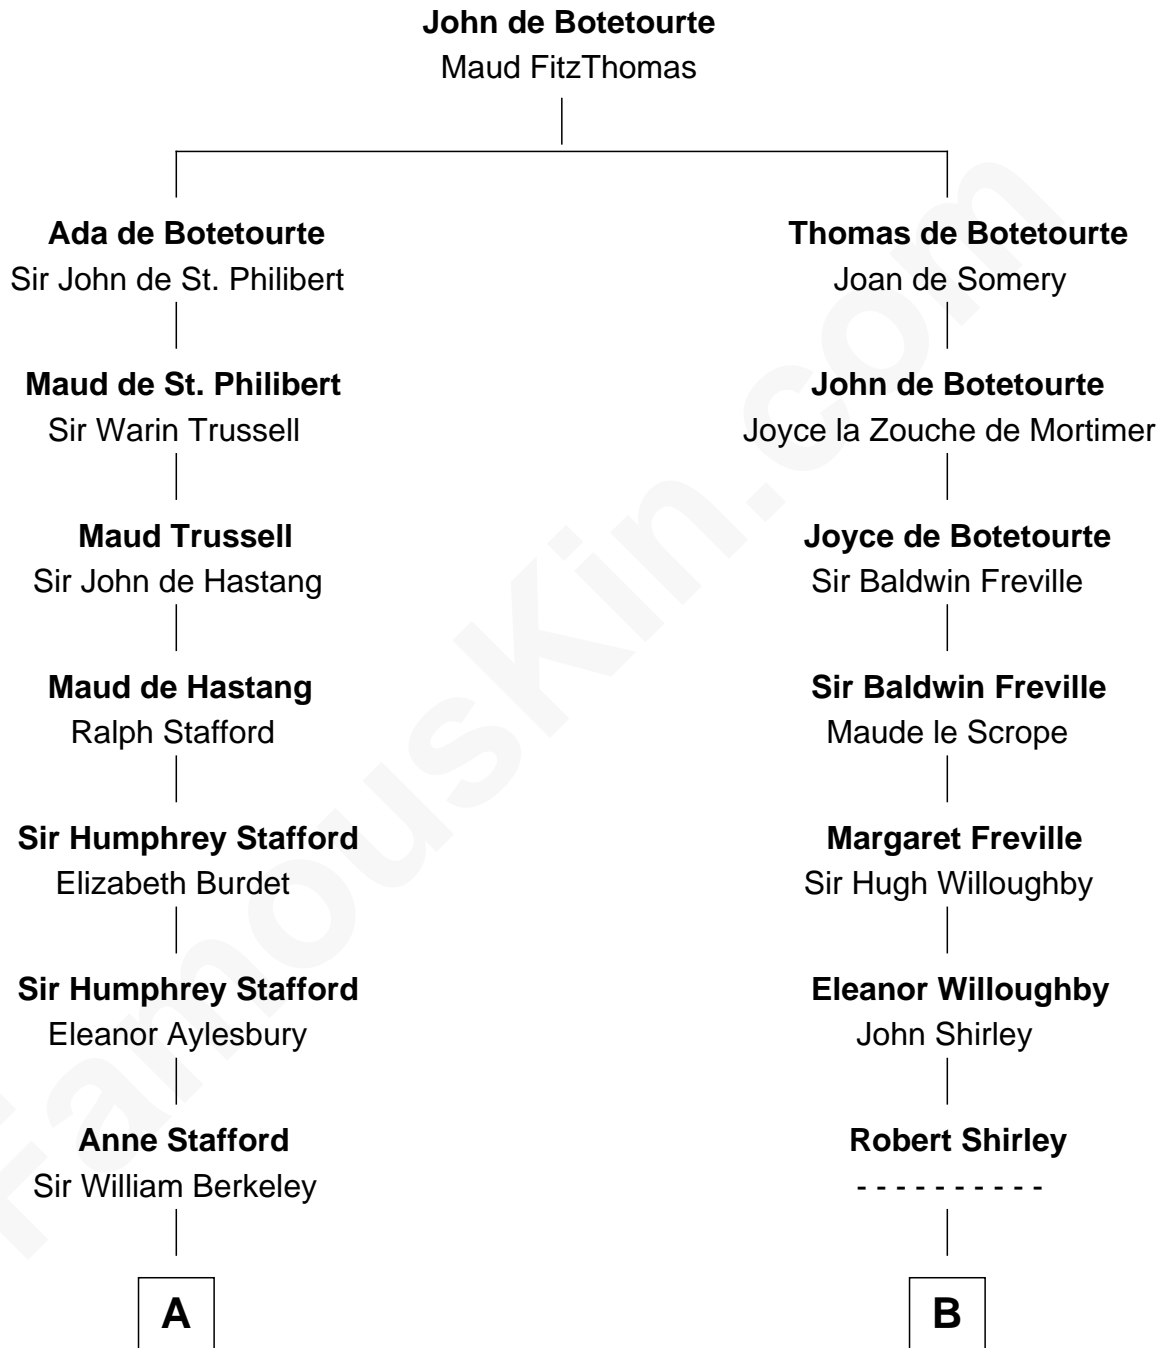 John de Botetourte
Maud FitzThomas
Ada de Botetourte
Sir John de St. Philibert
Thomas de Botetourte
Joan de Somery
Maud de St. Philibert
Sir Warin Trussell
John de Botetourte
Joyce la Zouche de Mortimer
Maud Trussell
Sir John de Hastang
Joyce de Botetourte
Sir Baldwin Freville
Maud de Hastang
Ralph Stafford
Sir Baldwin Freville
Maude le Scrope
Sir Humphrey Stafford
Elizabeth Burdet
Margaret Freville
Sir Hugh Willoughby
Sir Humphrey Stafford
Eleanor Aylesbury
Eleanor Willoughby
John Shirley
Anne Stafford
Sir William Berkeley
Robert Shirley
- - - - - - - - - -
A
B
FamousKin.com